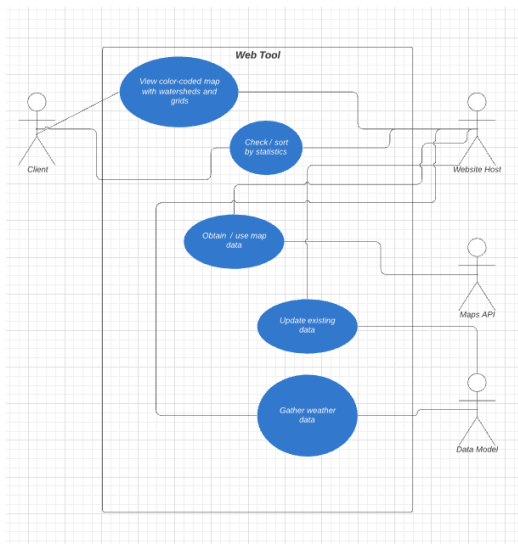 Web Tool
View color-coded map
with watersheds and
grids
Check / sort
by statistics
Client
Website Host
Obtain / use map
data
Maps API
Update existing
data
Gather weather
data
Data Model